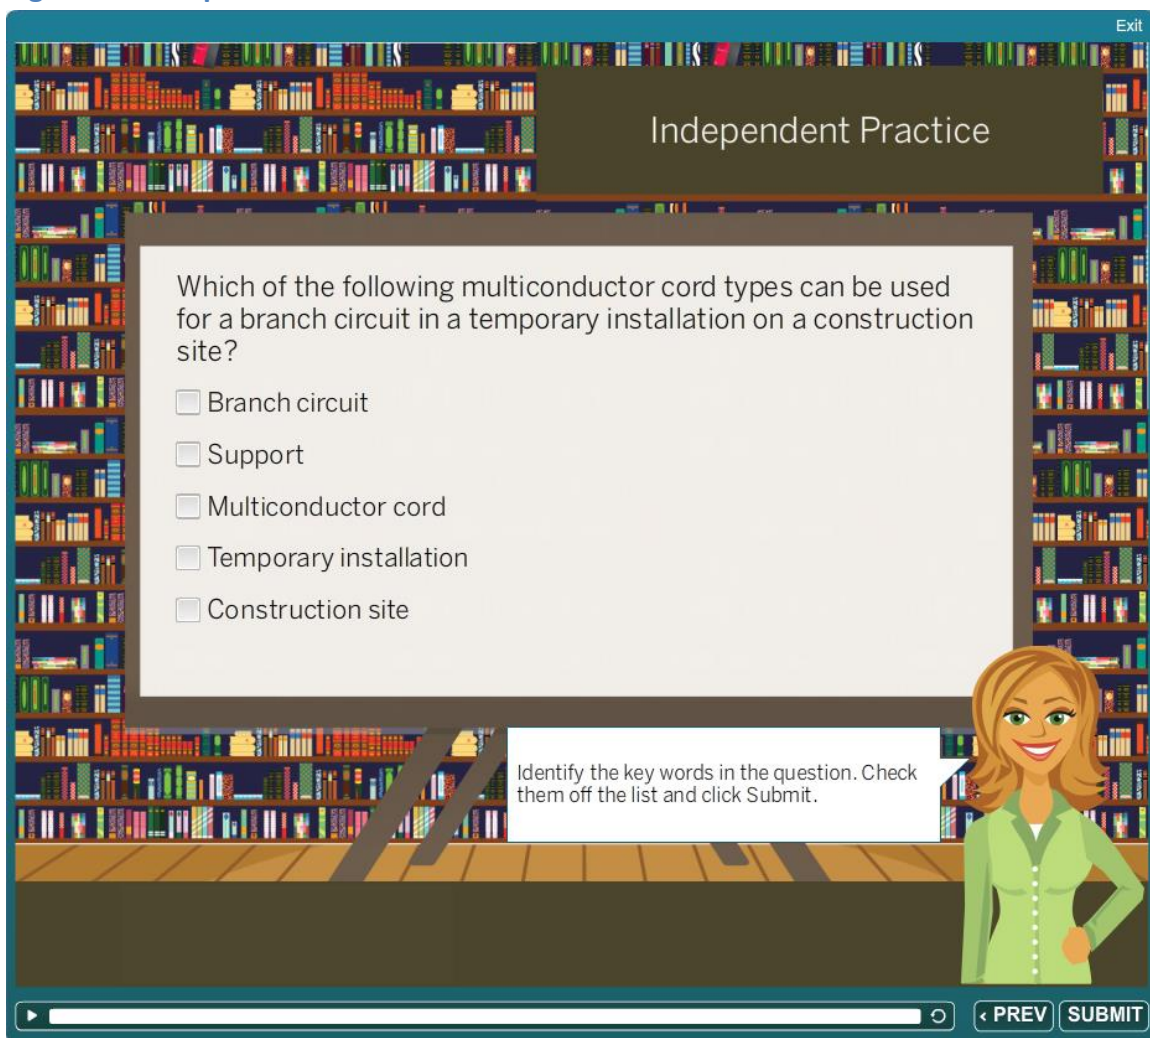 Exit
Independent Practice
Which of the following multiconductor cord types can be used
for a branch circuit in a temporary installation on a construction
site?
Branch circuit
Support
Multiconductor cord
Temporary installation
Construction site
Identify the key words in the question. Check
them off the list and click Submit.
‹ PREV
SUBMIT